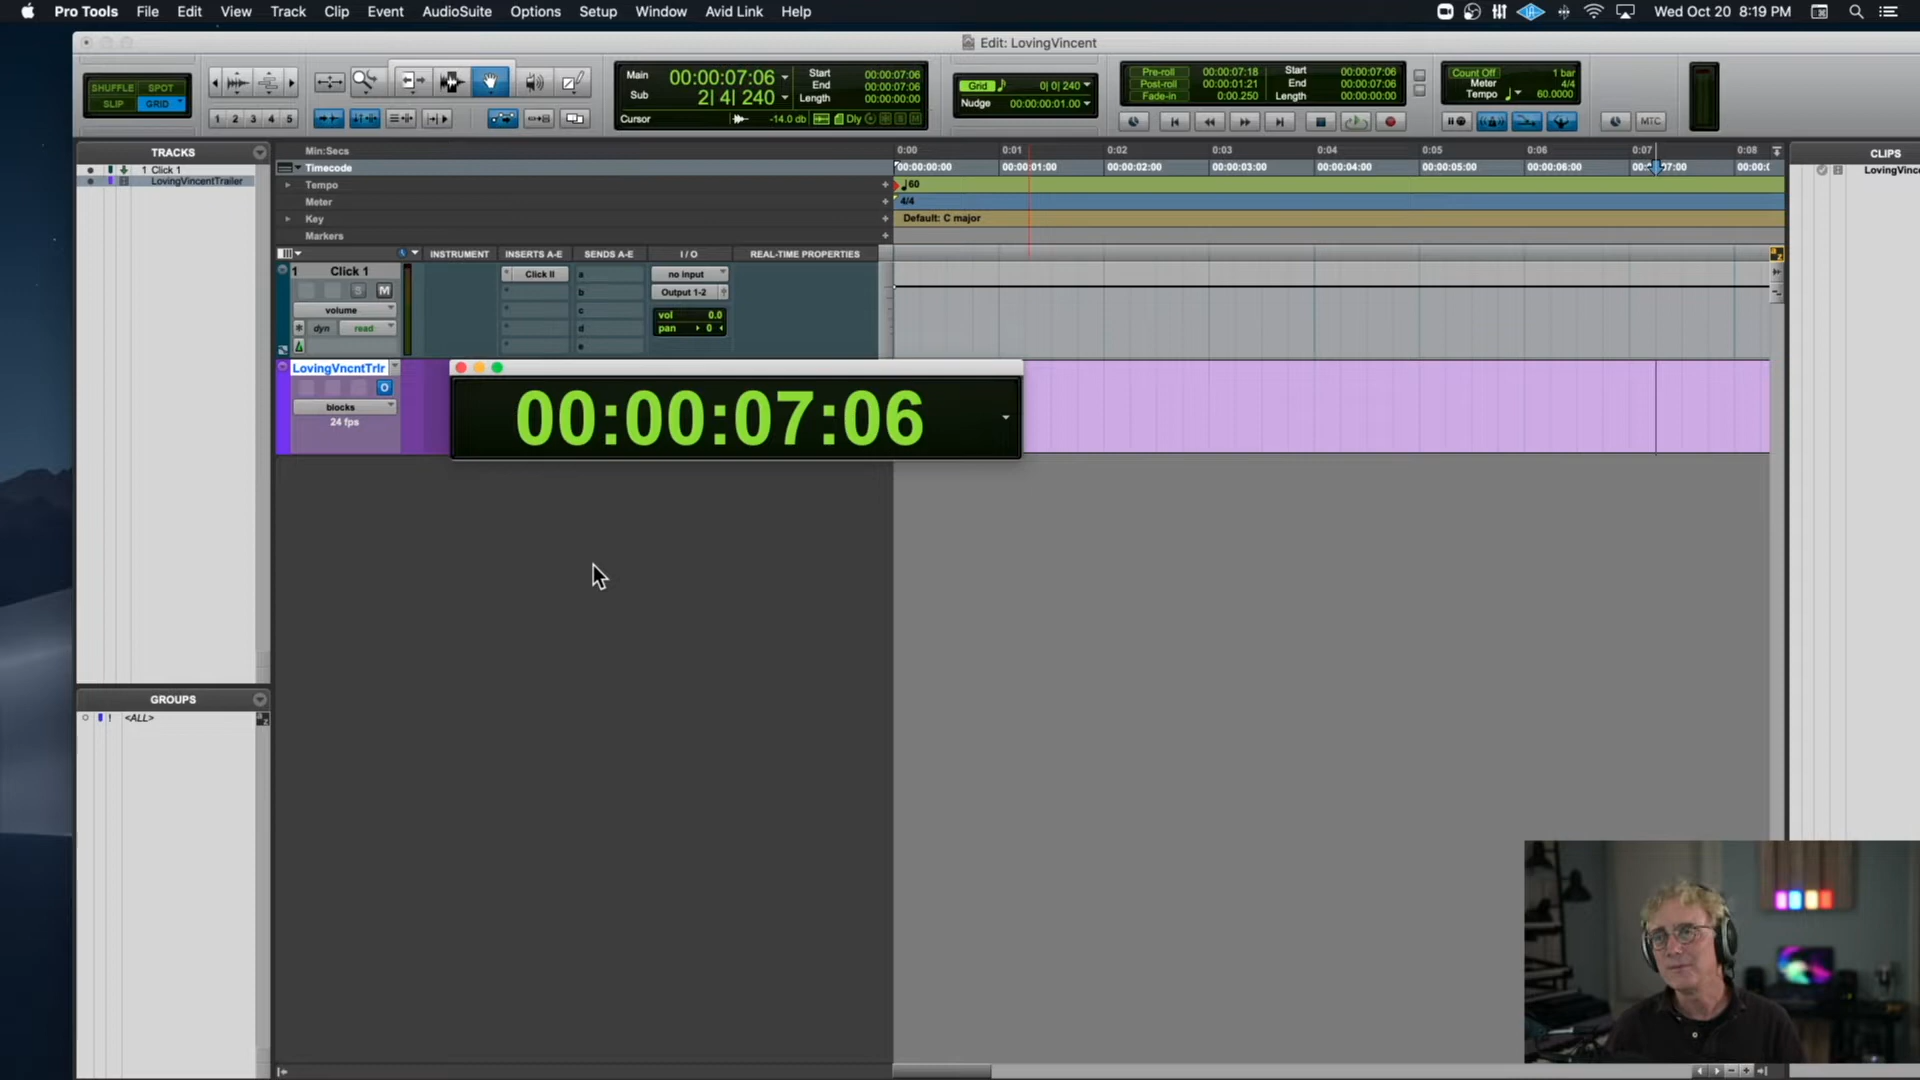 Pro Tools File Edit View Track Clip Event AudioSuite Options Setup Window Avid Link Help Wed Oct 20 8:19 PM
Edit: LovingVincent
SHUFFLE SPOT
SLIP GRID
1 2 3 4 5
Main 00:00:07:06
Sub 2| 4| 240
Start 00:00:07:06
End 00:00:07:06
Length 00:00:00:00
Cursor -14.0 db Dly
Grid 0| 0| 240
Nudge 00:00:00:01.00
Pre-roll 00:00:07:18
Post-roll 00:00:01:21
Fade-in 0:00.250
Start 00:00:07:06
End 00:00:07:06
Length 00:00:00:00
Count Off 1 bar
Meter 4/4
Tempo 60.0000
MTC
TRACKS
1 Click 1
LovingVincentTrailer
GROUPS
! <ALL>
Min:Secs 0:00 0:01 0:02 0:03 0:04 0:05 0:06 0:07 0:08
Timecode 00:00:00:00 00:00:01:00 00:00:02:00 00:00:03:00 00:00:04:00 00:00:05:00 00:00:06:00
Tempo 60
Meter 4/4
Key Default: C major
Markers
INSTRUMENT INSERTS A-E SENDS A-E I / O REAL-TIME PROPERTIES
1 Click 1
S M
volume
dyn read
Click II
a
b
c
d
e
no input
Output 1-2
vol 0.0
pan 0
LovingVncntTrlr
O
blocks
24 fps
00:00:07:06
CLIPS
LovingVince